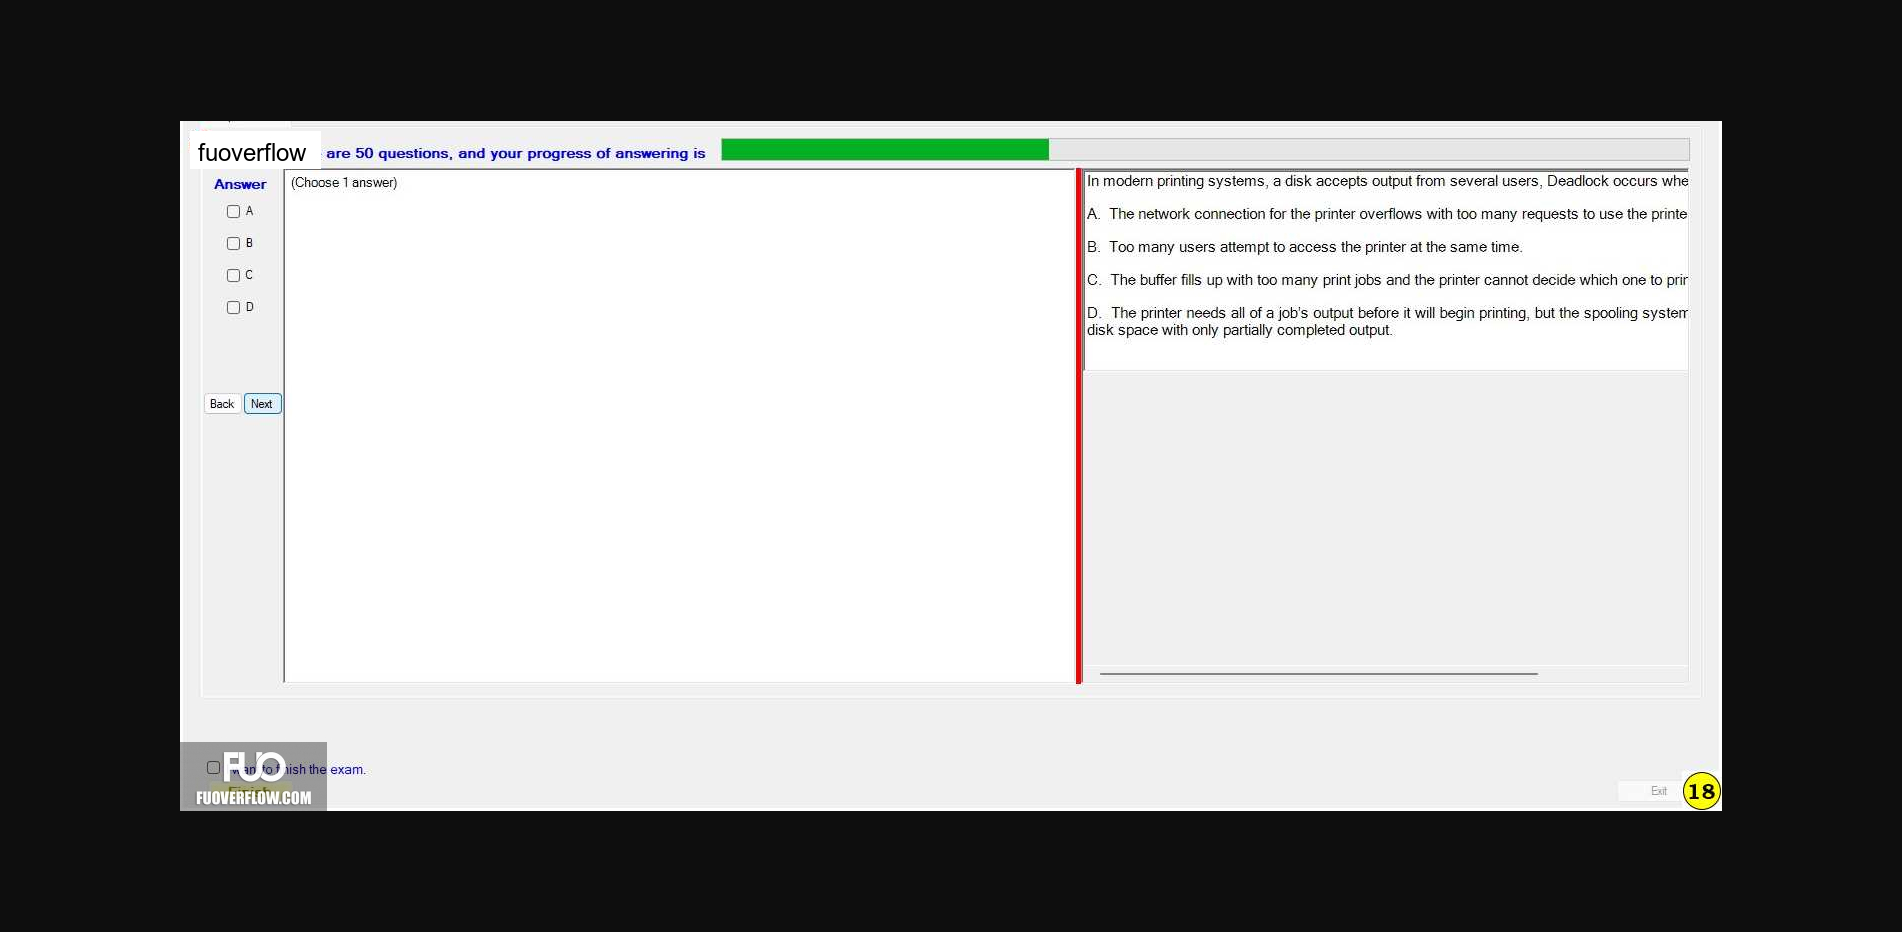 fuoverflow are 50 questions, and your progress of answering is
Answer
(Choose 1 answer)
A
B
C
D
Back Next
In modern printing systems, a disk accepts output from several users, Deadlock occurs whe
A. The network connection for the printer overflows with too many requests to use the printe
B. Too many users attempt to access the printer at the same time.
C. The buffer fills up with too many print jobs and the printer cannot decide which one to prin
D. The printer needs all of a job's output before it will begin printing, but the spooling system
disk space with only partially completed output.
FUO
want to finish the exam.
Finish
FUOVERFLOW.COM
Exit
18